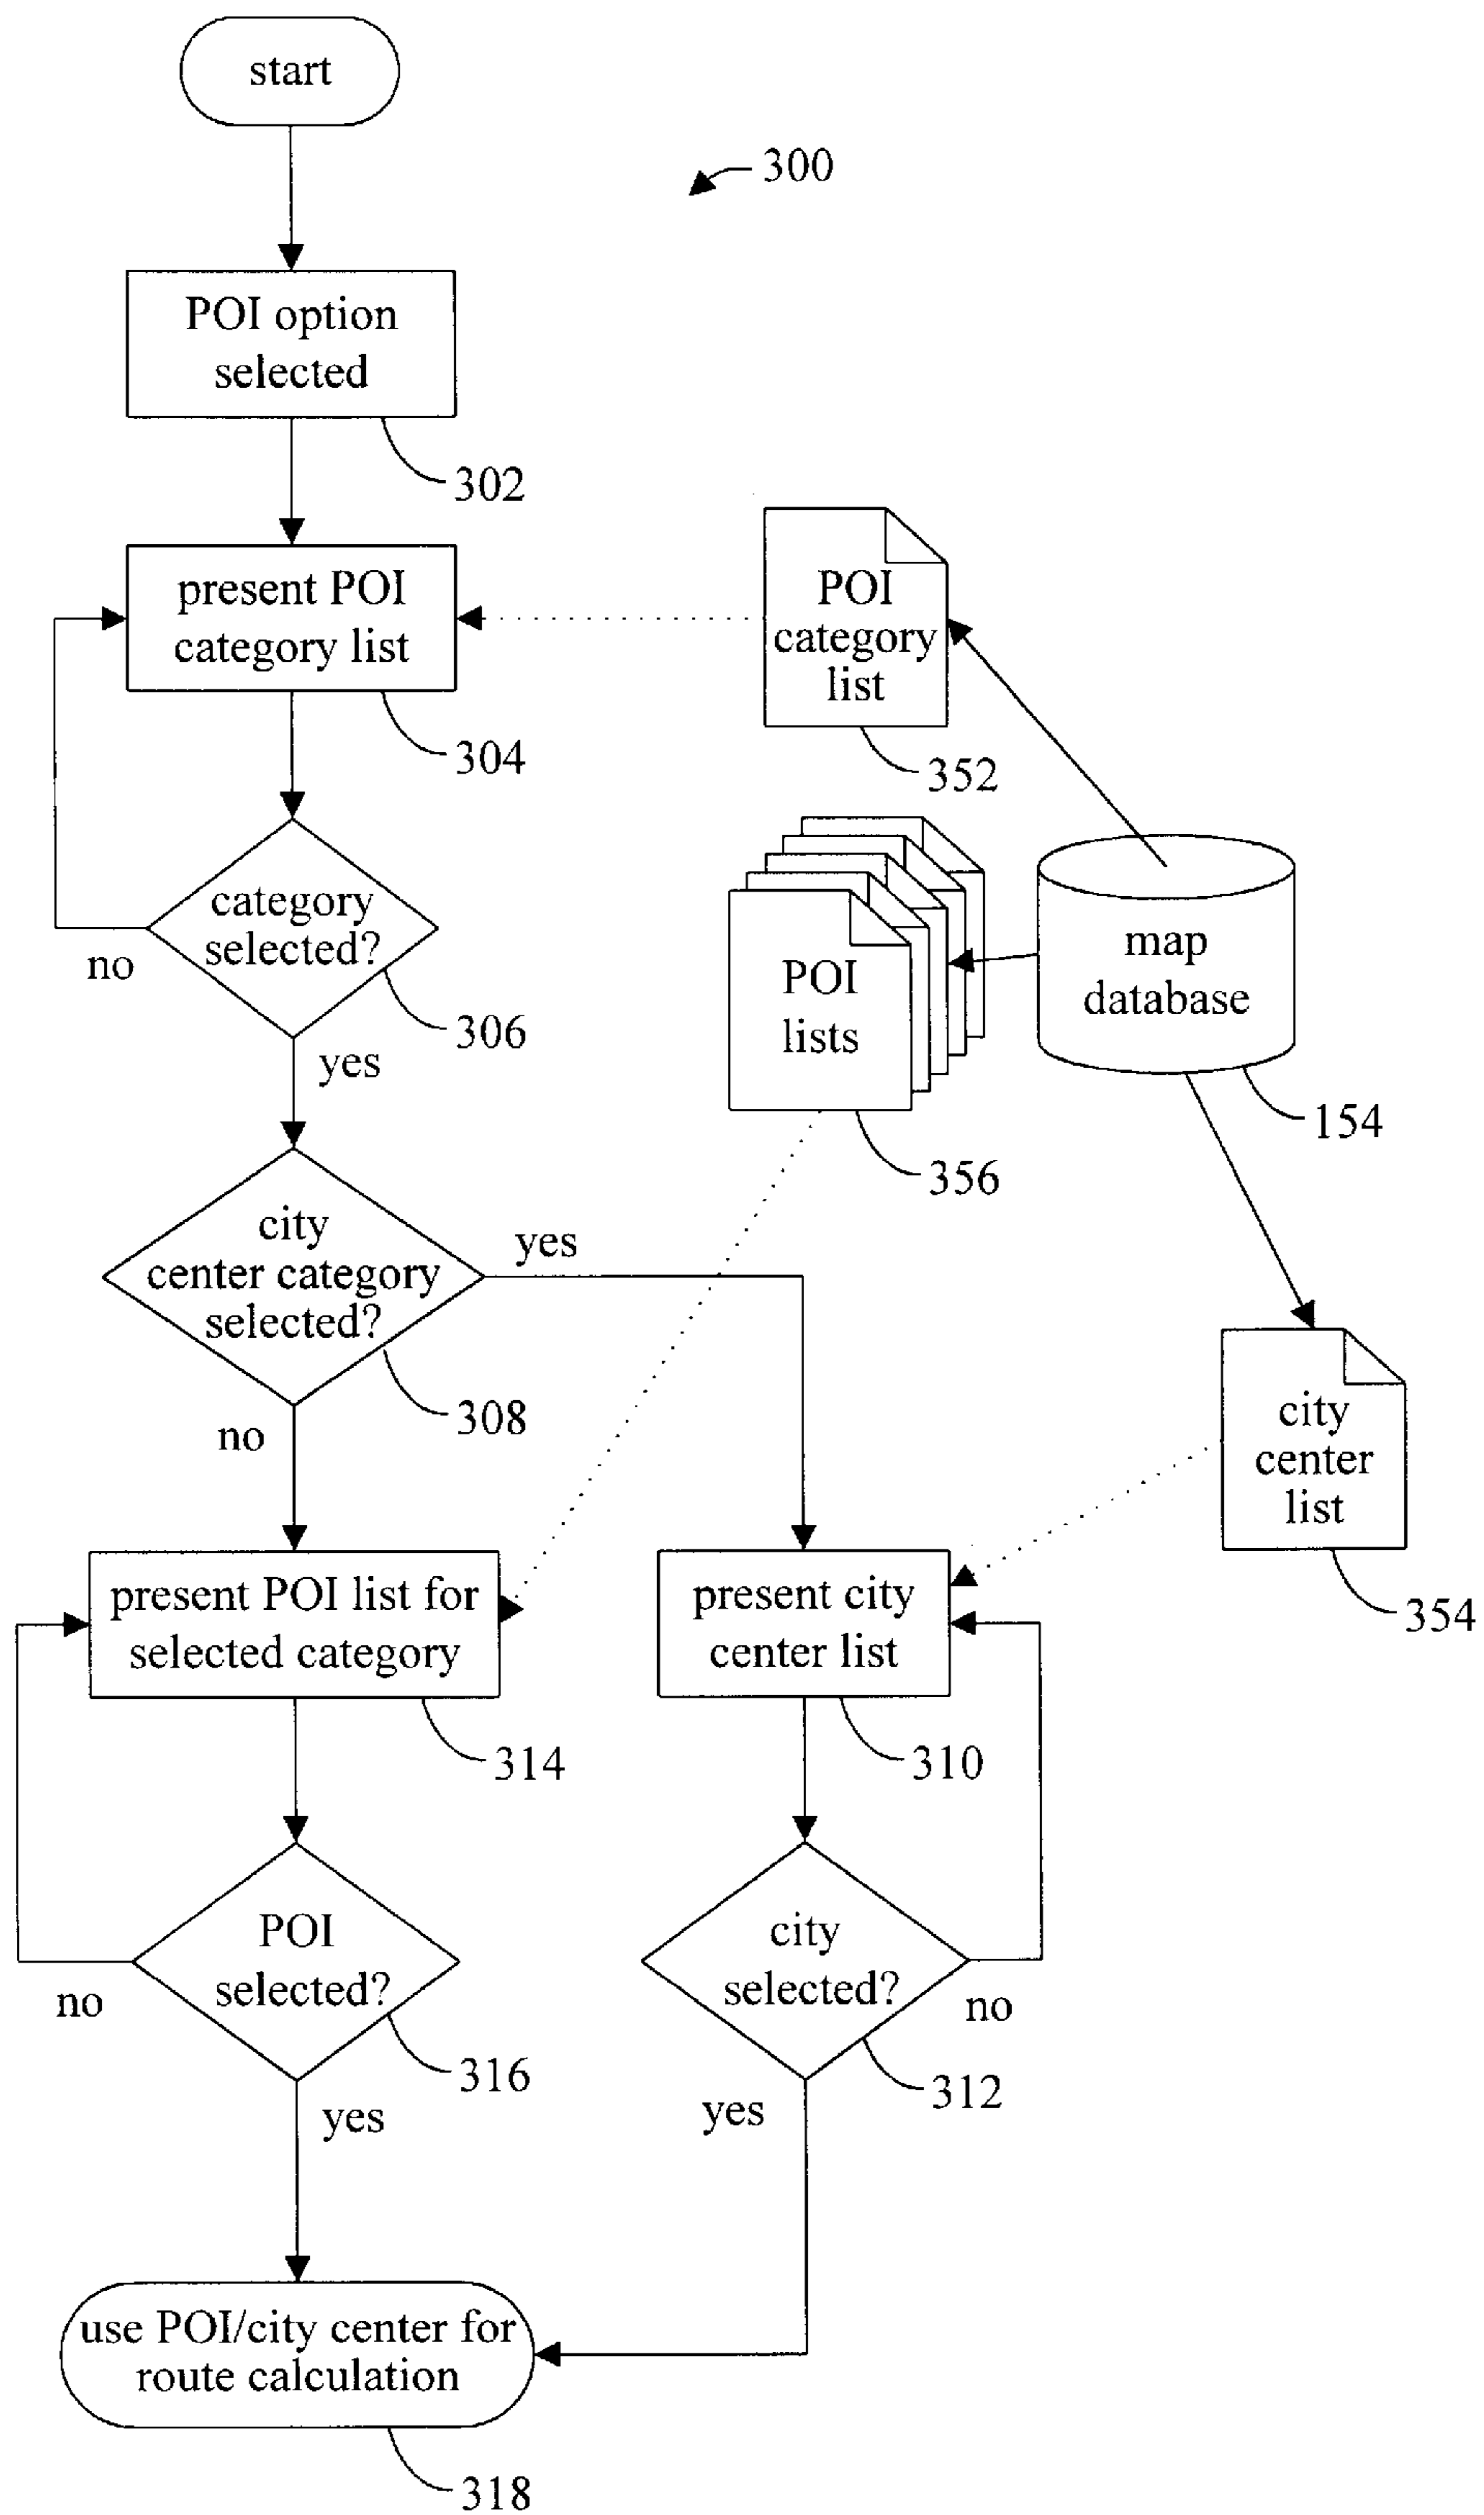 start
300
POI option
selected
302
present POI
category list
304
POI
category
list
352
category
selected?
no
306
yes
POI
lists
356
map
database
154
city
center category
selected?
yes
308
no
city
center
list
354
present POI list for
selected category
314
present city
center list
310
POI
selected?
no
316
yes
city
selected?
no
312
yes
use POI/city center for
route calculation
318